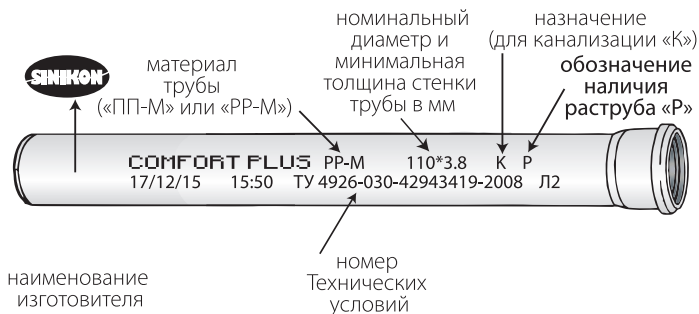 номинальный
диаметр и
минимальная
толщина стенки
трубы в мм
назначение
(для канализации «К»)
обозначение
наличия
раструба «Р»
SINIKON
материал
трубы
(«ПП-М» или «РР-М»)
COMFORT PLUS PP-M 110*3.8 К Р
17/12/15 15:50 ТУ 4926-030-42943419-2008 Л2
наименование
изготовителя
номер
Технических
условий